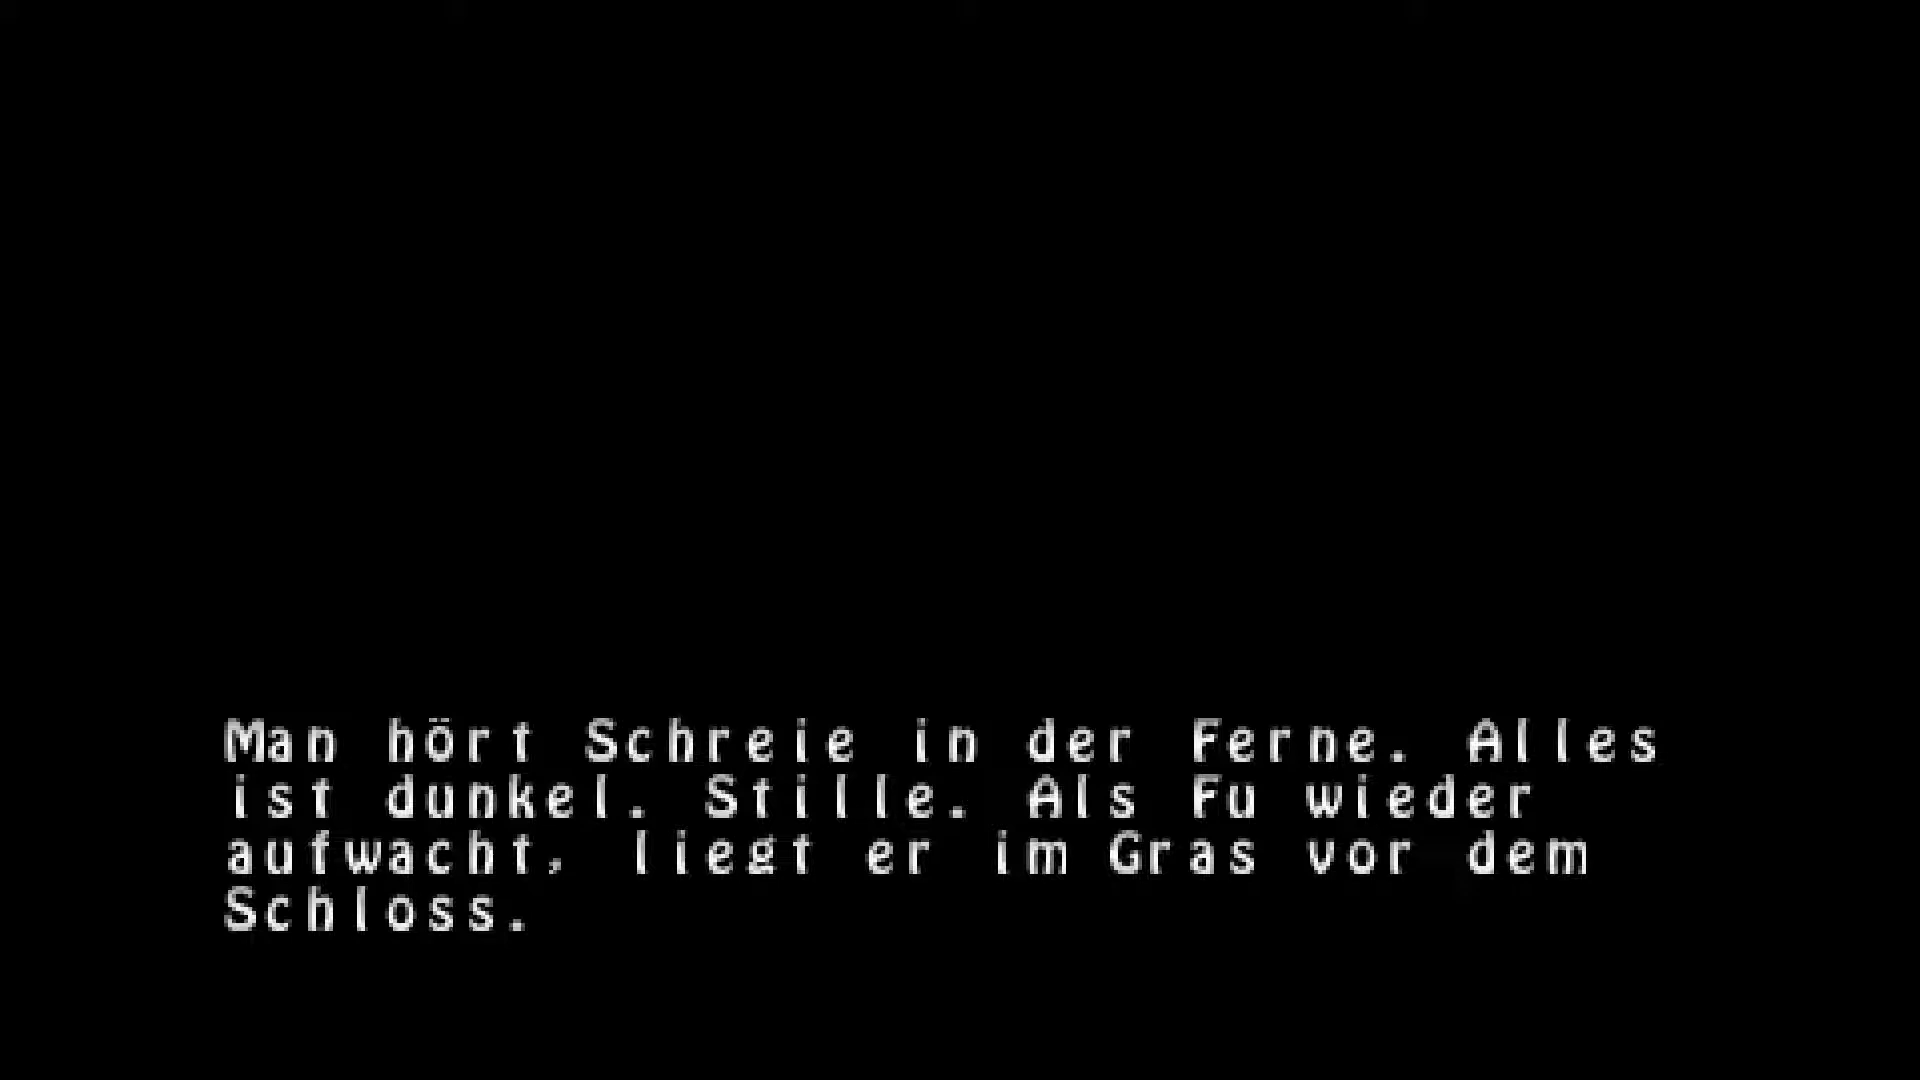 Man hört Schreie in der Ferne. Alles
ist dunkel. Stille. Als Fu wieder
aufwacht, liegt er im Gras vor dem
Schloss.